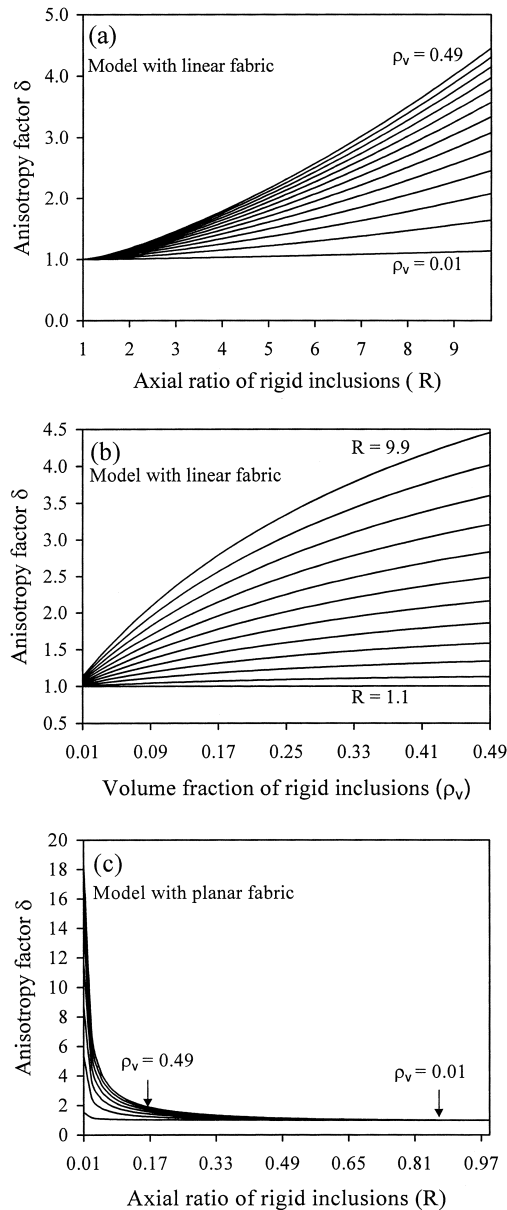 (a)
Model with linear fabric
ρv = 0.49
ρv = 0.01
Anisotropy factor δ
5.0
4.0
3.0
2.0
1.0
0.0
1 2 3 4 5 6 7 8 9
Axial ratio of rigid inclusions ( R)
(b)
Model with linear fabric
R = 9.9
R = 1.1
Anisotropy factor δ
4.5
4.0
3.5
3.0
2.5
2.0
1.5
1.0
0.5
0.01 0.09 0.17 0.25 0.33 0.41 0.49
Volume fraction of rigid inclusions (ρv)
(c)
Model with planar fabric
ρv = 0.49
ρv = 0.01
Anisotropy factor δ
20
18
16
14
12
10
8
6
4
2
0
0.01 0.17 0.33 0.49 0.65 0.81 0.97
Axial ratio of rigid inclusions (R)